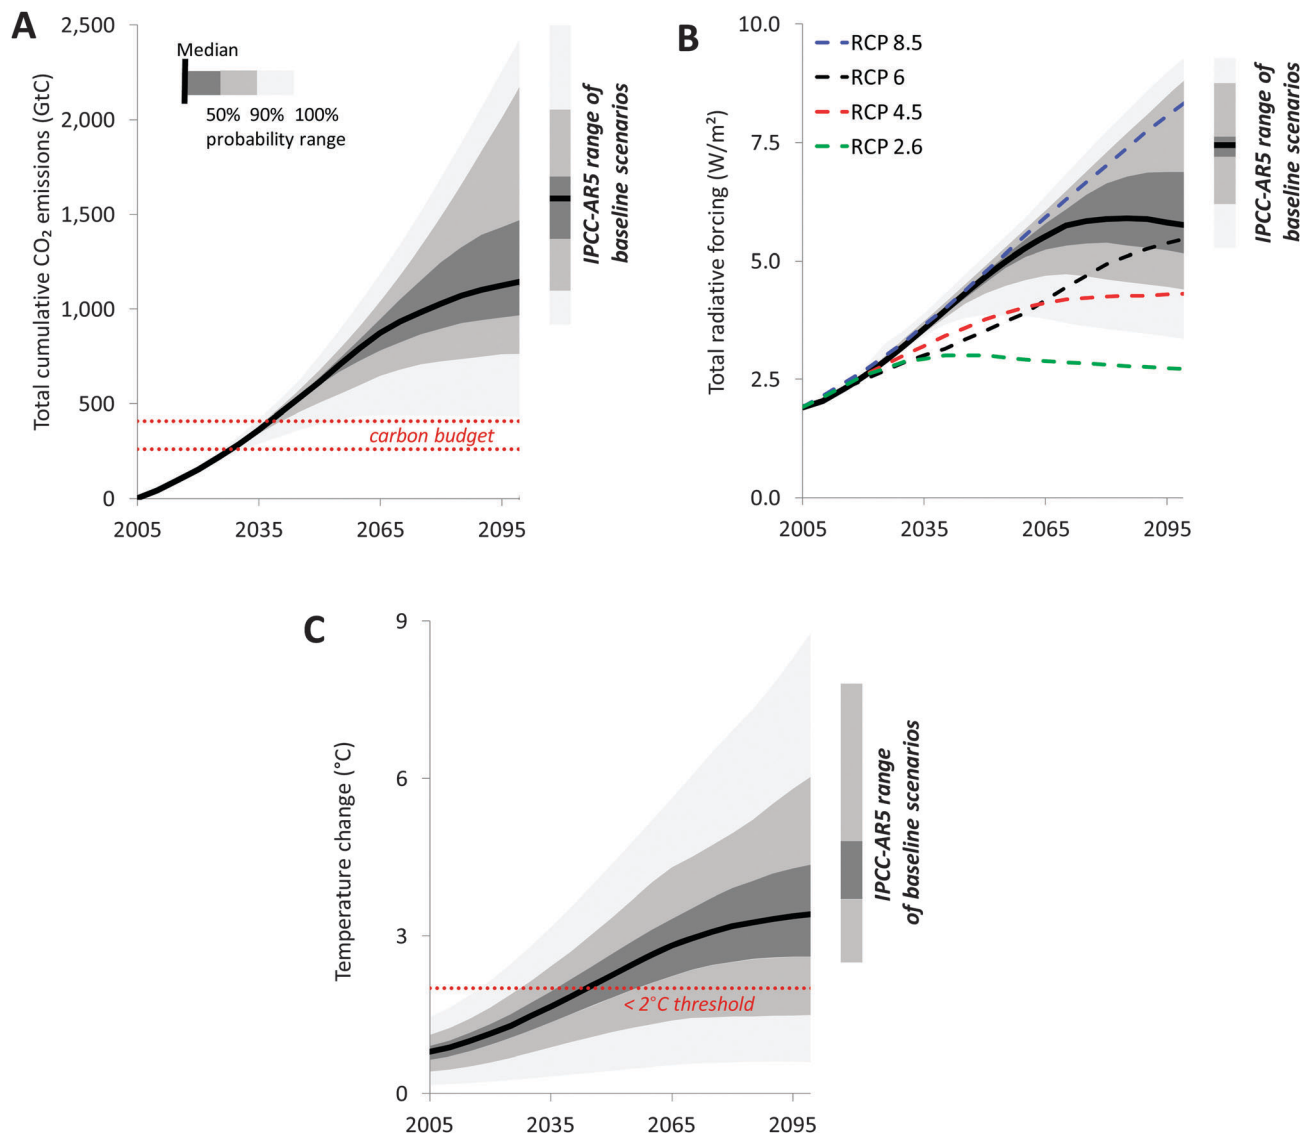 A
Total cumulative CO₂ emissions (GtC)
2,500
2,000
1,500
1,000
500
0
2005 2035 2065 2095
Median
50% 90% 100%
probability range
carbon budget
IPCC-AR5 range of
baseline scenarios
B
Total radiative forcing (W/m²)
10.0
7.5
5.0
2.5
0.0
2005 2035 2065 2095
RCP 8.5
RCP 6
RCP 4.5
RCP 2.6
IPCC-AR5 range of
baseline scenarios
C
Temperature change (°C)
9
6
3
0
2005 2035 2065 2095
< 2°C threshold
IPCC-AR5 range
of baseline scenarios